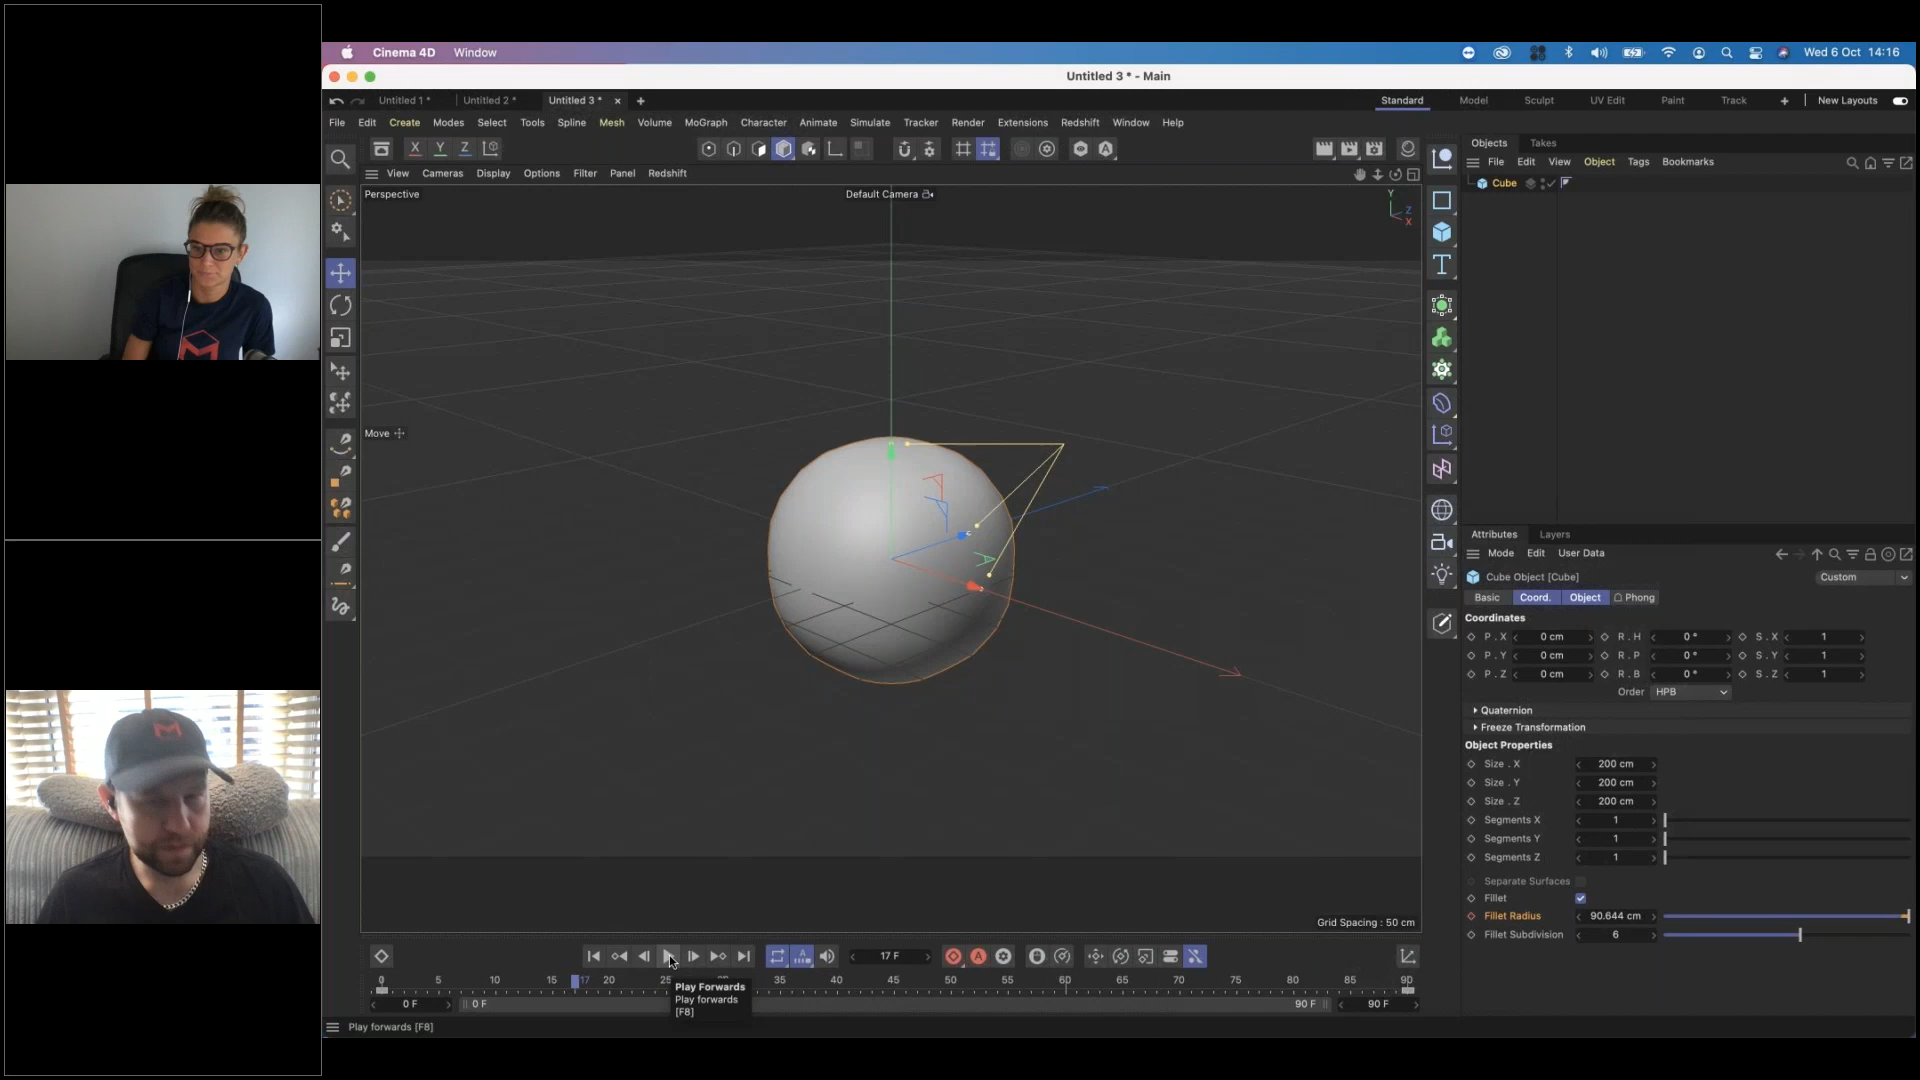 Cinema 4D Window
Wed 6 Oct 14:16
Untitled 3 * - Main
Untitled 1 * Untitled 2 * Untitled 3 * × +
Standard Model Sculpt UV Edit Paint Track + New Layouts
File Edit Create Modes Select Tools Spline Mesh Volume MoGraph Character Animate Simulate Tracker Render Extensions Redshift Window Help
X Y Z
View Cameras Display Options Filter Panel Redshift
Perspective
Default Camera
Y
Z
X
Move
Grid Spacing : 50 cm
Objects Takes
File Edit View Object Tags Bookmarks
Cube
Attributes Layers
Mode Edit User Data
Cube Object [Cube]
Custom
Basic Coord. Object Phong
Coordinates
P . X 0 cm R . H 0 ° S . X 1
P . Y 0 cm R . P 0 ° S . Y 1
P . Z 0 cm R . B 0 ° S . Z 1
Order HPB
Quaternion
Freeze Transformation
Object Properties
Size . X 200 cm
Size . Y 200 cm
Size . Z 200 cm
Segments X 1
Segments Y 1
Segments Z 1
Separate Surfaces
Fillet
Fillet Radius 90.644 cm
Fillet Subdivision 6
17 F
0 5 10 15 17 20 25 30 35 40 45 50 55 60 65 70 75 80 85 90
0 F 0 F 90 F 90 F
Play Forwards
Play forwards
[F8]
Play forwards [F8]